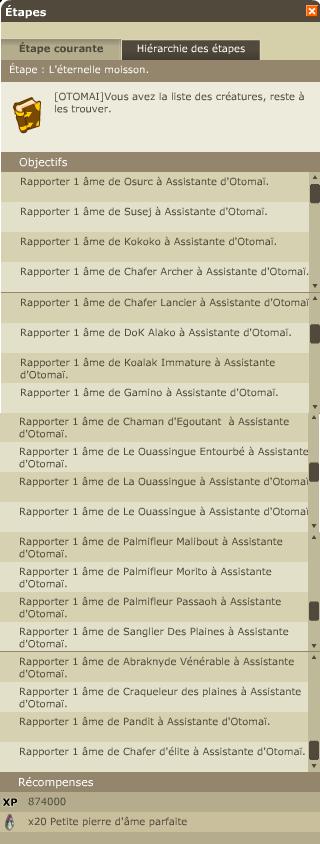 Étapes
Étape courante
Hiérarchie des étapes
Étape : L'éternelle moisson.
[OTOMAI]Vous avez la liste des créatures, reste à
les trouver.
Objectifs
Rapporter 1 âme de Osurc à Assistante d'Otomaï.
Rapporter 1 âme de Susej à Assistante d'Otomaï.
Rapporter 1 âme de Kokoko à Assistante d'Otomaï.
Rapporter 1 âme de Chafer Archer à Assistante d'Otomaï.
Rapporter 1 âme de Chafer Lancier à Assistante d'Otomaï
Rapporter 1 âme de DoK Alako à Assistante d'Otomaï.
Rapporter 1 âme de Koalak Immature à Assistante
d'Otomaï.
Rapporter 1 âme de Gamino à Assistante d'Otomaï.
Rapporter 1 âme de Chaman d'Egoutant à Assistante
d'Otomaï.
Rapporter 1 âme de Le Ouassingue Entourbé à Assistante
d'Otomaï.
Rapporter 1 âme de La Ouassingue à Assistante d'Otomaï
Rapporter 1 âme de Le Ouassingue à Assistante d'Otomaï
Rapporter 1 âme de Palmifleur Malibout à Assistante
d'Otomaï.
Rapporter 1 âme de Palmifleur Morito à Assistante
d'Otomaï.
Rapporter 1 âme de Palmifleur Passaoh à Assistante
d'Otomaï.
Rapporter 1 âme de Sanglier Des Plaines à Assistante
d'Otomaï.
Rapporter 1 âme de Abraknyde Vénérable à Assistante
d'Otomaï.
Rapporter 1 âme de Craqueleur des plaines à Assistante
d'Otomaï.
Rapporter 1 âme de Pandit à Assistante d'Otomaï.
Rapporter 1 âme de Chafer d'élite à Assistante d'Otomaï.
Récompenses
XP 874000
x20 Petite pierre d'âme parfaite